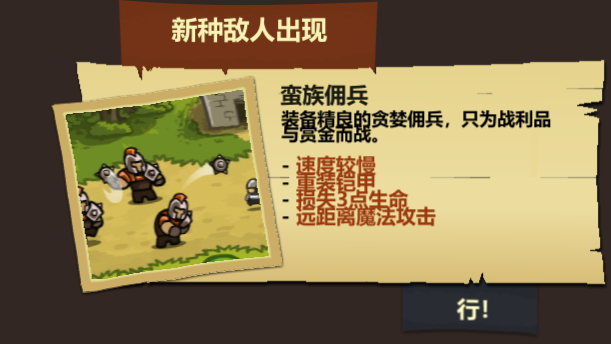 新种敌人出现
蛮族佣兵
装备精良的贪婪佣兵，只为战利品
与赏金而战。
- 速度较慢
- 重装铠甲
- 损失3点生命
- 远距离魔法攻击
行!